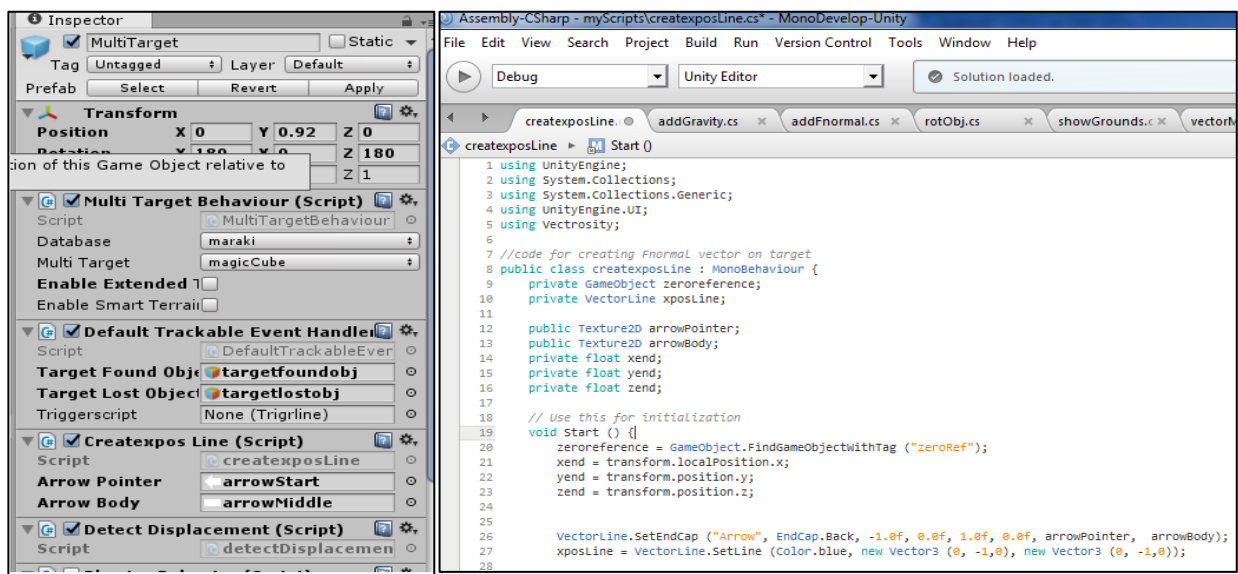 Inspector
MultiTarget Static
Tag Untagged Layer Default
Prefab Select Revert Apply
Transform
Position X 0 Y 0.92 Z 0
Rotation X 180 Y 0 Z 180
tion of this Game Object relative to
Z 1
Multi Target Behaviour (Script)
Script MultiTargetBehaviour
Database maraki
Multi Target magicCube
Enable Extended T
Enable Smart Terrain
Default Trackable Event Handler
Script DefaultTrackableEver
Target Found Obje targetfoundobj
Target Lost Object targetlostobj
Triggerscript None (Trigrline)
Createxpos Line (Script)
Script createxposLine
Arrow Pointer arrowStart
Arrow Body arrowMiddle
Detect Displacement (Script)
Script detectDisplacemen
Assembly-CSharp - myScripts\createxposLine.cs* - MonoDevelop-Unity
File Edit View Search Project Build Run Version Control Tools Window Help
Debug Unity Editor Solution loaded.
createxposLine. addGravity.cs × addFnormal.cs × rotObj.cs × showGrounds.c × vectorM
createxposLine ▸ Start ()
1 using UnityEngine;
2 using System.Collections;
3 using System.Collections.Generic;
4 using UnityEngine.UI;
5 using Vectrosity;
6
7 //code for creating Fnormal vector on target
8 public class createxposLine : MonoBehaviour {
9 private GameObject zeroreference;
10 private VectorLine xposLine;
11
12 public Texture2D arrowPointer;
13 public Texture2D arrowBody;
14 private float xend;
15 private float yend;
16 private float zend;
17
18 // Use this for initialization
19 void Start () {
20 zeroreference = GameObject.FindGameObjectWithTag ("zeroRef");
21 xend = transform.localPosition.x;
22 yend = transform.position.y;
23 zend = transform.position.z;
24
25
26 VectorLine.SetEndCap ("Arrow", EndCap.Back, -1.0f, 0.0f, 1.0f, 0.0f, arrowPointer, arrowBody);
27 xposLine = VectorLine.SetLine (Color.blue, new Vector3 (0, -1,0), new Vector3 (0, -1,0));
28